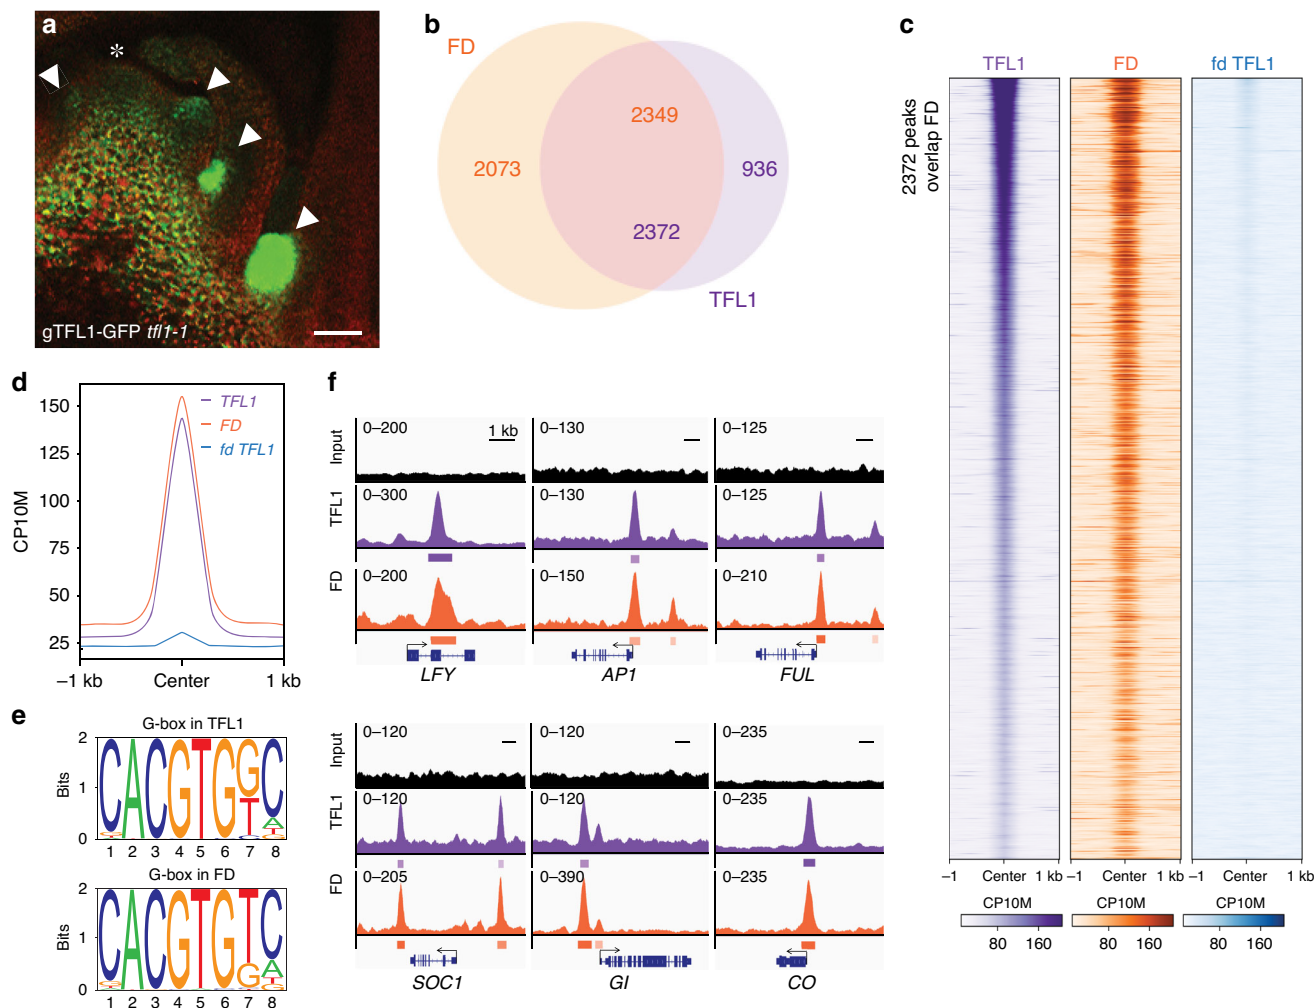 a
*
gTFL1-GFP tfl1-1
b
FD
2349
2073
936
2372
TFL1
c
TFL1 FD fd TFL1
2372 peaks
overlap FD
–1 Center 1 kb –1 Center 1 kb –1 Center 1 kb
CP10M CP10M CP10M
80 160 80 160 80 160
d
CP10M
150
125
100
75
50
25
TFL1
FD
fd TFL1
–1 kb Center 1 kb
e
G-box in TFL1
Bits
2
1
0
CACGTGGC
T A
T
1 2 3 4 5 6 7 8
G-box in FD
Bits
2
1
0
CACGTGTC
G A
1 2 3 4 5 6 7 8
f
Input
0–200 1 kb 0–130 0–125
TFL1
0–300 0–130 0–125
FD
0–200 0–150 0–210
LFY AP1 FUL
Input
0–120 0–120 0–235
TFL1
0–120 0–120 0–235
FD
0–205 0–390 0–235
SOC1 GI CO